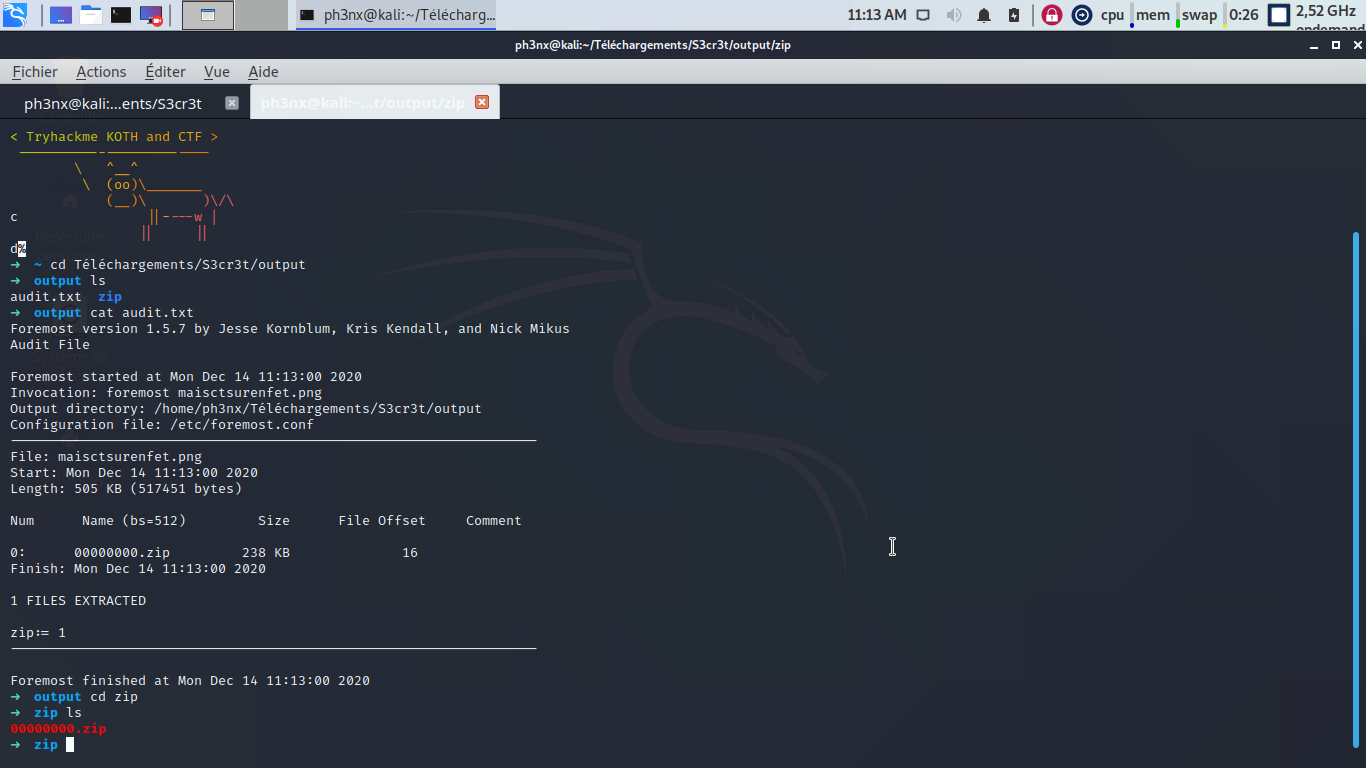 ph3nx@kali:~/Télécharg...
11:13 AM
cpu
mem
swap
0:26
2,52 GHz
ondemand
ph3nx@kali:~/Téléchargements/S3cr3t/output/zip
Fichier Actions Éditer Vue Aide
ph3nx@kali:...ents/S3cr3t
ph3nx@kali:~...t/output/zip
< Tryhackme KOTH and CTF >
 -------------------------
        \   ^__^
         \  (oo)\_______
            (__)\       )\/\
c                ||----w |
                ||      ||
d%
→ ~ cd Téléchargements/S3cr3t/output
→ output ls
audit.txt zip
→ output cat audit.txt
Foremost version 1.5.7 by Jesse Kornblum, Kris Kendall, and Nick Mikus
Audit File
Foremost started at Mon Dec 14 11:13:00 2020
Invocation: foremost maisctsurenfet.png
Output directory: /home/ph3nx/Téléchargements/S3cr3t/output
Configuration file: /etc/foremost.conf
------------------------------------------------------------------
File: maisctsurenfet.png
Start: Mon Dec 14 11:13:00 2020
Length: 505 KB (517451 bytes)
Num Name (bs=512) Size File Offset Comment
0: 00000000.zip 238 KB 16
Finish: Mon Dec 14 11:13:00 2020
1 FILES EXTRACTED
zip:= 1
------------------------------------------------------------------
Foremost finished at Mon Dec 14 11:13:00 2020
→ output cd zip
→ zip ls
00000000.zip
→ zip